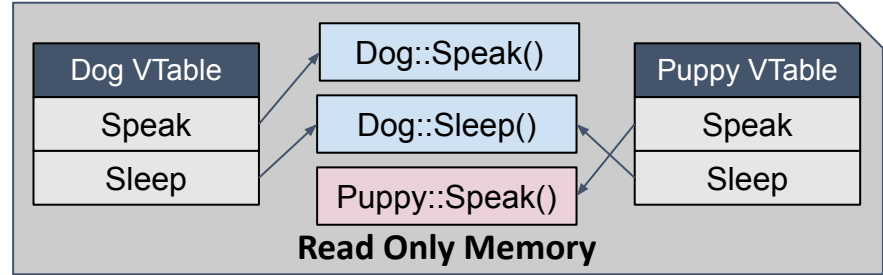 Dog VTable
Speak
Sleep
Dog::Speak()
Dog::Sleep()
Puppy::Speak()
Puppy VTable
Speak
Sleep
Read Only Memory